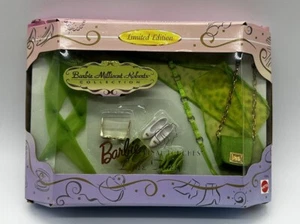 Limited Edition
Barbie Millicent Roberts
COLLECTION
Barbie